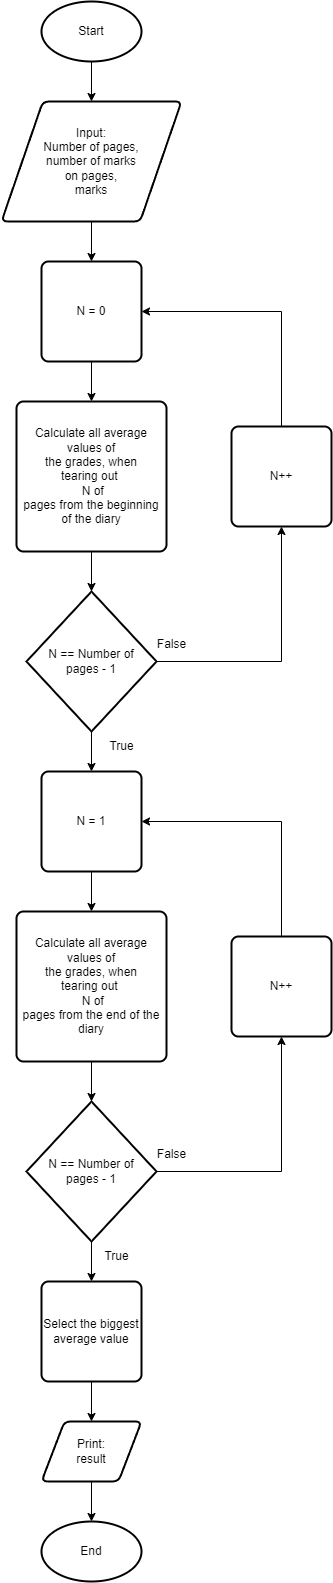 Start
Input:
Number of pages,
number of marks
on pages,
marks
N = 0
Calculate all average
values of
the grades, when
tearing out
N of
pages from the beginning
of the diary
N++
N == Number of
pages - 1
False
True
N = 1
Calculate all average
values of
the grades, when
tearing out
N of
pages from the end of the
diary
N++
N == Number of
pages - 1
False
True
Select the biggest
average value
Print:
result
End